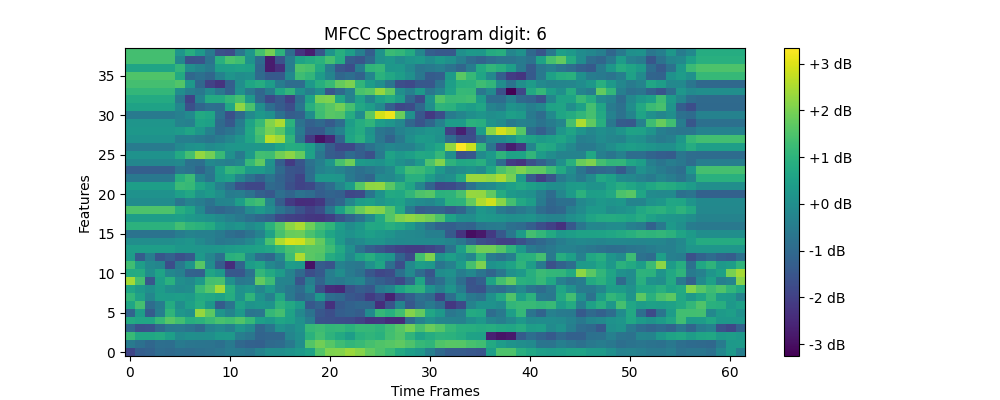 MFCC Spectrogram digit: 6
Features
35
30
25
20
15
10
5
0
0 10 20 30 40 50 60
Time Frames
+3 dB
+2 dB
+1 dB
+0 dB
-1 dB
-2 dB
-3 dB